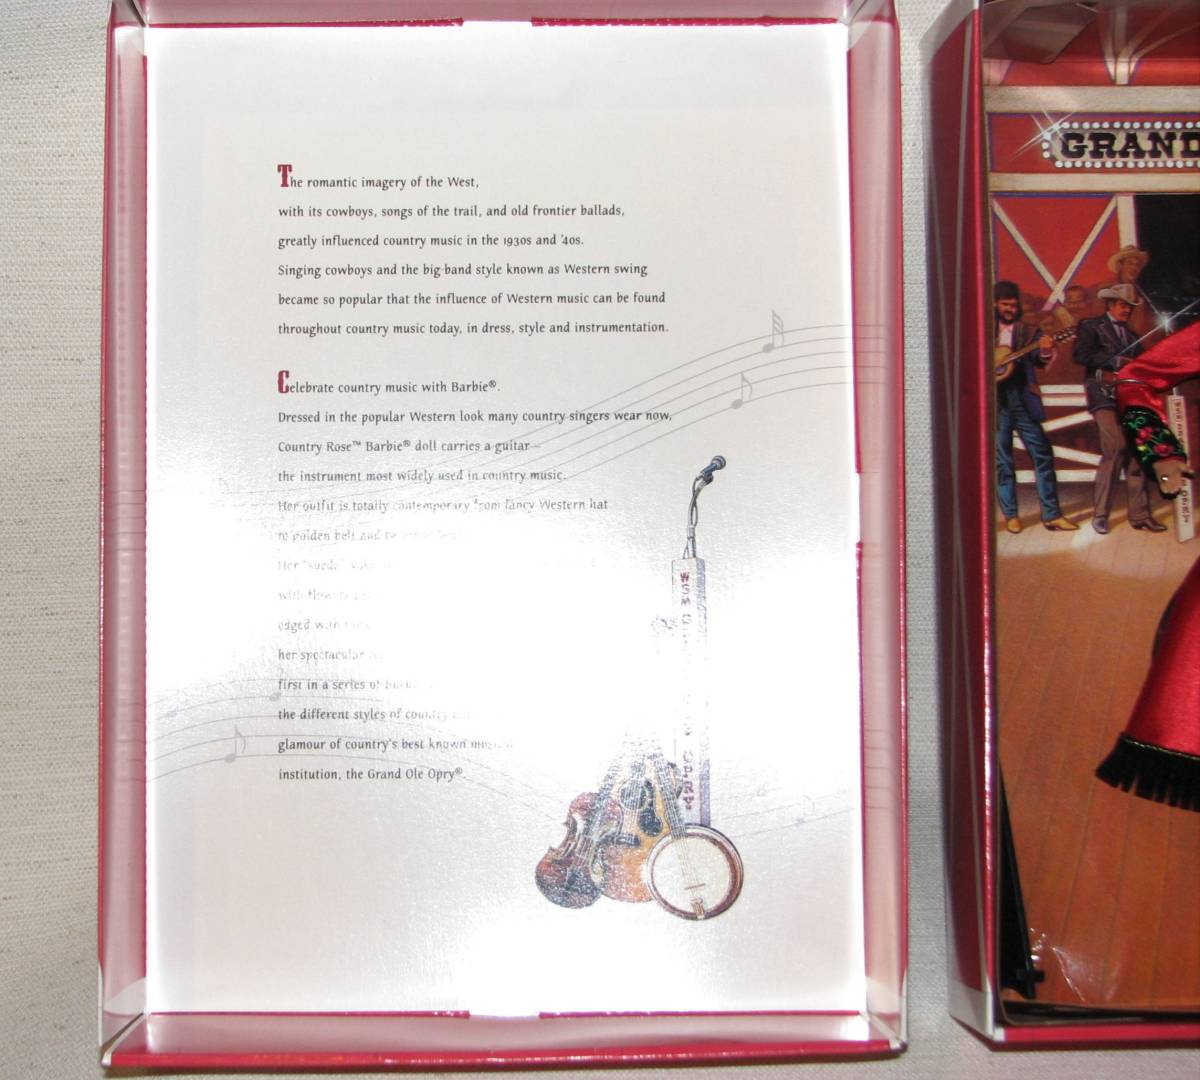 The romantic imagery of the West,
with its cowboys, songs of the trail, and old frontier ballads,
greatly influenced country music in the 1930s and '40s.
Singing cowboys and the big-band style known as Western swing
became so popular that the influence of Western music can be found
throughout country music today, in dress, style and instrumentation.
Celebrate country music with Barbie®.
Dressed in the popular Western look many country singers wear now,
Country Rose™ Barbie® doll carries a guitar—
the instrument most widely used in country music.
Her outfit is totally contemporary from fancy Western hat
to golden belt and
Her "suede"
with flowers
edged with the
her spectacular
first in a series of
the different styles of country
glamour of country's best known music
institution, the Grand Ole Opry®.
WSM
OPRY
GRAND